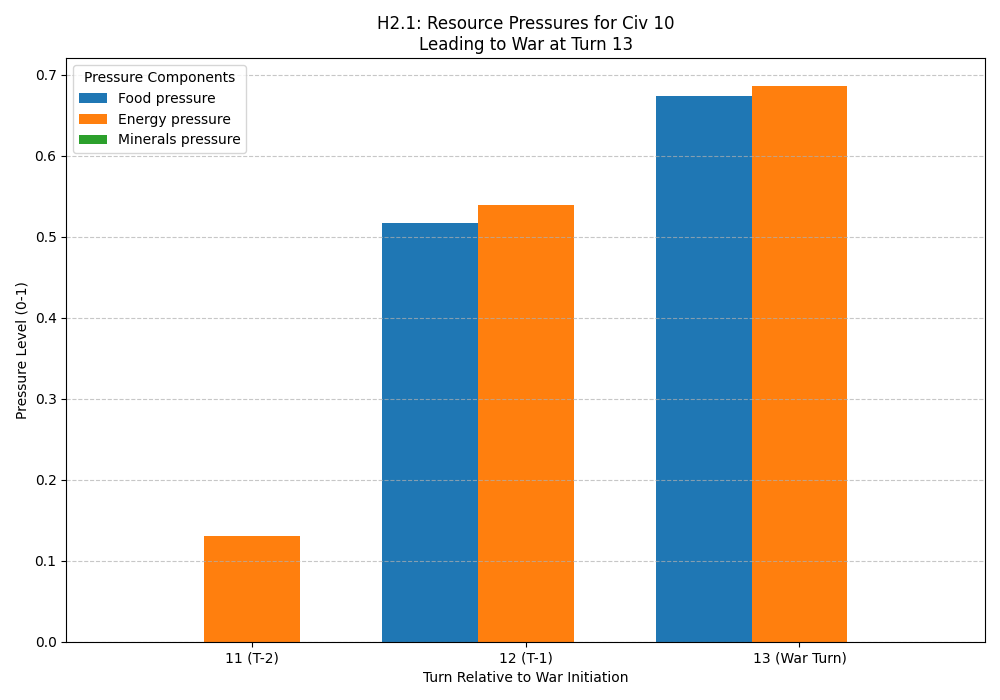 H2.1: Resource Pressures for Civ 10
Leading to War at Turn 13
Pressure Components
Food pressure
Energy pressure
Minerals pressure
Pressure Level (0-1)
0.7
0.6
0.5
0.4
0.3
0.2
0.1
0.0
11 (T-2)
12 (T-1)
13 (War Turn)
Turn Relative to War Initiation